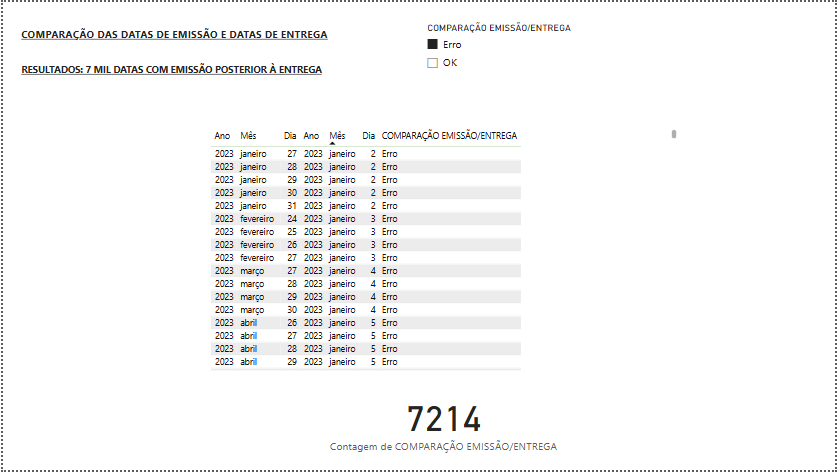 COMPARAÇÃO DAS DATAS DE EMISSÃO E DATAS DE ENTREGA
RESULTADOS: 7 MIL DATAS COM EMISSÃO POSTERIOR À ENTREGA
COMPARAÇÃO EMISSÃO/ENTREGA
Erro
OK
Ano Mês Dia Ano Mês Dia COMPARAÇÃO EMISSÃO/ENTREGA
2023 janeiro 27 2023 janeiro 2 Erro
2023 janeiro 28 2023 janeiro 2 Erro
2023 janeiro 29 2023 janeiro 2 Erro
2023 janeiro 30 2023 janeiro 2 Erro
2023 janeiro 31 2023 janeiro 2 Erro
2023 fevereiro 24 2023 janeiro 3 Erro
2023 fevereiro 25 2023 janeiro 3 Erro
2023 fevereiro 26 2023 janeiro 3 Erro
2023 fevereiro 27 2023 janeiro 3 Erro
2023 março 27 2023 janeiro 4 Erro
2023 março 28 2023 janeiro 4 Erro
2023 março 29 2023 janeiro 4 Erro
2023 março 30 2023 janeiro 4 Erro
2023 abril 26 2023 janeiro 5 Erro
2023 abril 27 2023 janeiro 5 Erro
2023 abril 28 2023 janeiro 5 Erro
2023 abril 29 2023 janeiro 5 Erro
7214
Contagem de COMPARAÇÃO EMISSÃO/ENTREGA